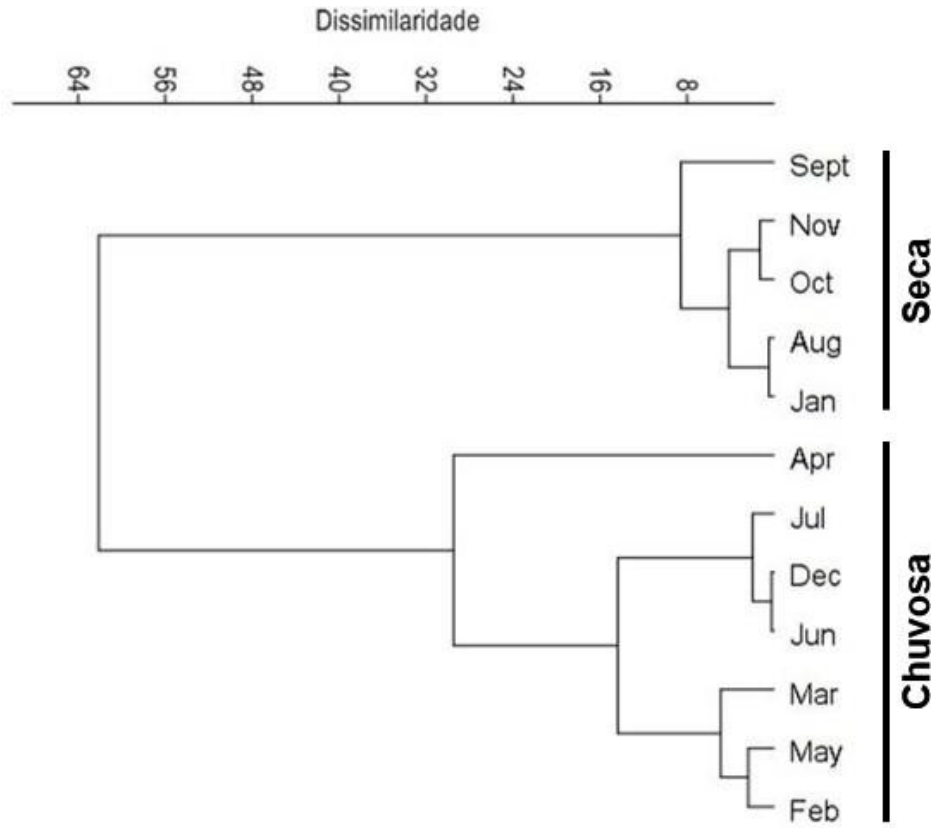 Dissimilaridade
64 56 48 40 32 24 16 8
Sept
Nov
Oct
Aug
Jan
Seca
Apr
Jul
Dec
Jun
Mar
May
Feb
Chuvosa